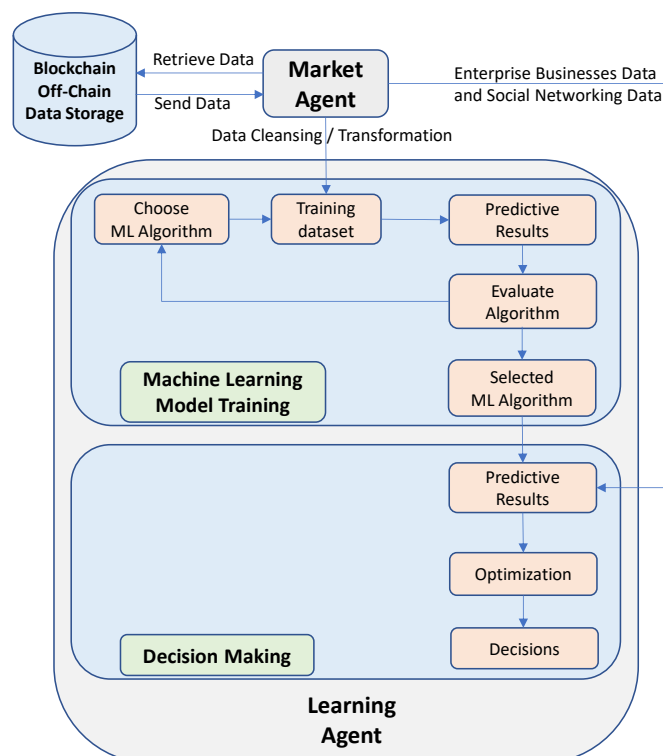 Blockchain
Off-Chain
Data Storage
Retrieve Data
Send Data
Market
Agent
Enterprise Businesses Data
and Social Networking Data
Data Cleansing / Transformation
Choose
ML Algorithm
Training
dataset
Predictive
Results
Evaluate
Algorithm
Selected
ML Algorithm
Machine Learning
Model Training
Predictive
Results
Optimization
Decisions
Decision Making
Learning
Agent